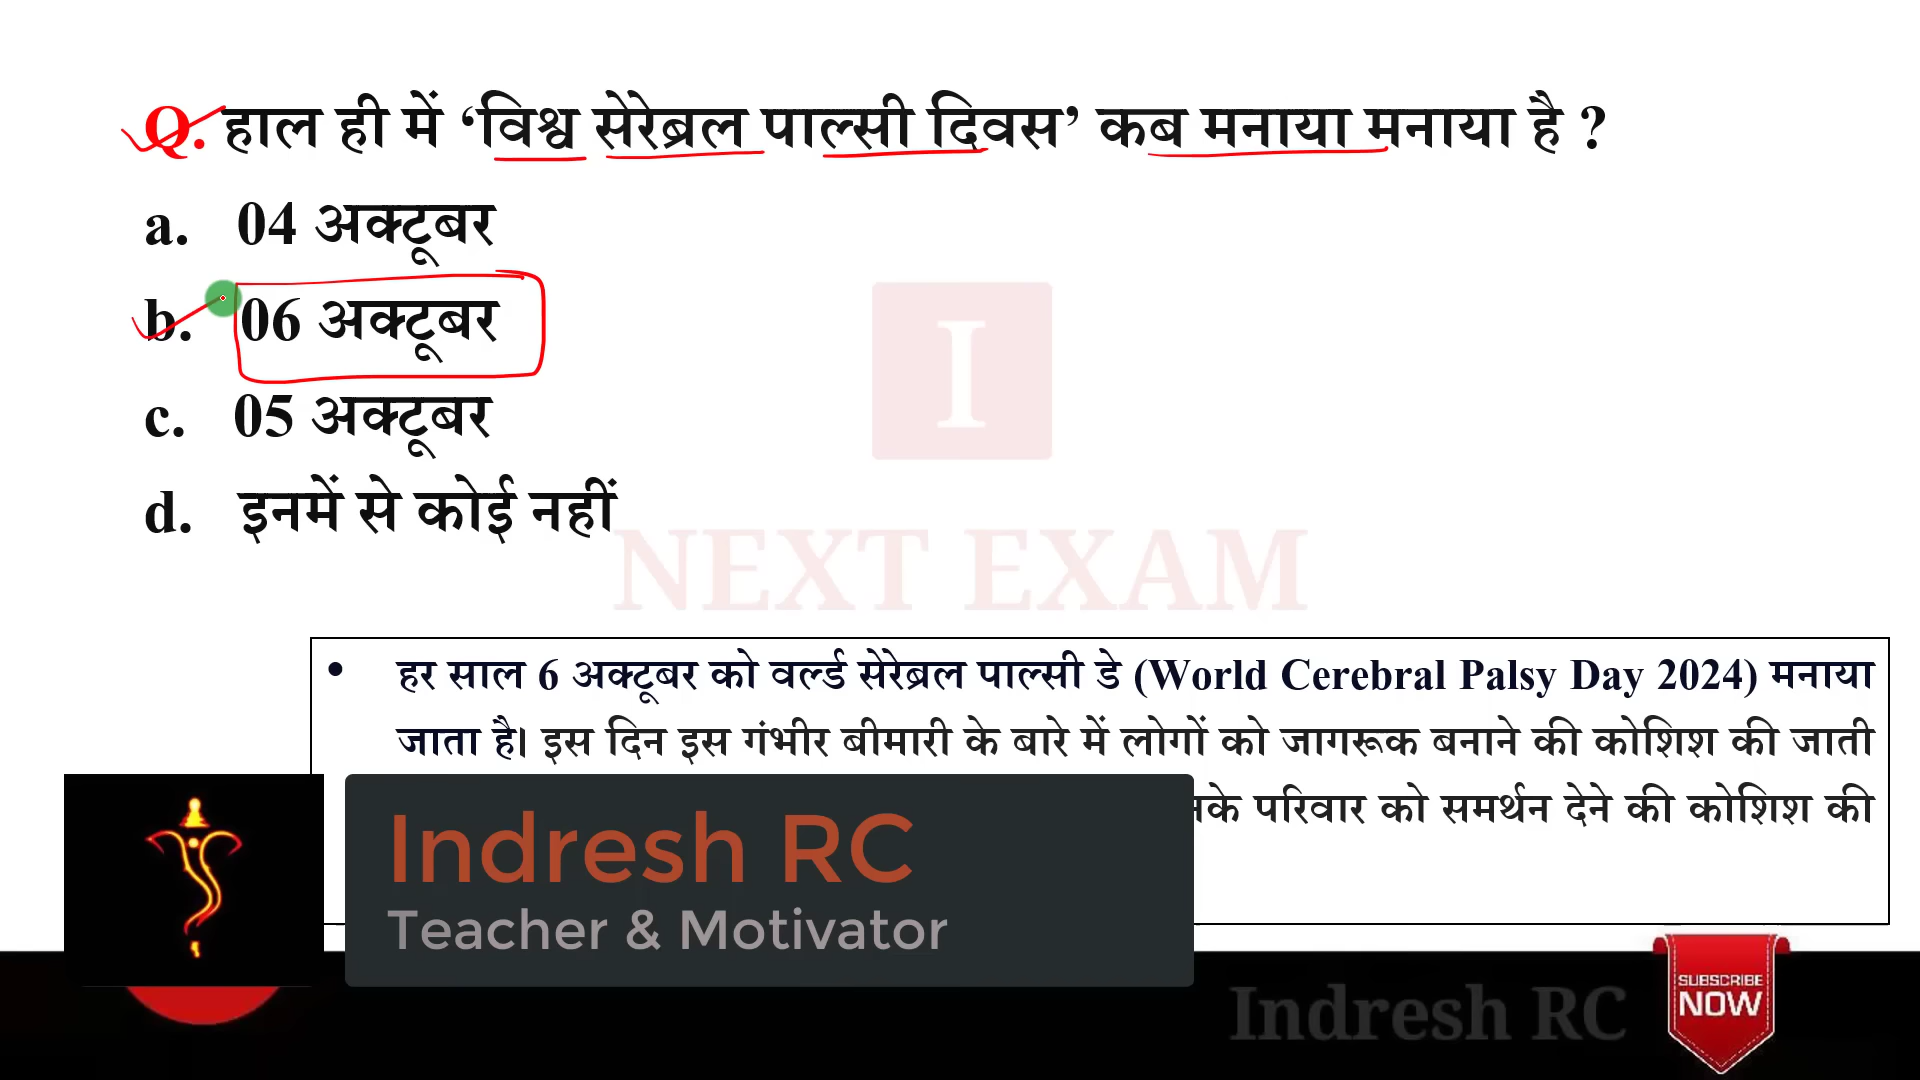 Q. हाल ही में ‘विश्व सेरेब्रल पाल्सी दिवस’ कब मनाया मनाया है ?
a. 04 अक्टूबर
b. 06 अक्टूबर
c. 05 अक्टूबर
d. इनमें से कोई नहीं
I
NEXT EXAM
• हर साल 6 अक्टूबर को वर्ल्ड सेरेब्रल पाल्सी डे (World Cerebral Palsy Day 2024) मनाया
जाता है। इस दिन इस गंभीर बीमारी के बारे में लोगों को जागरूक बनाने की कोशिश की जाती
परिवार को समर्थन देने की कोशिश की
Indresh RC
Teacher & Motivator
Indresh RC
SUBSCRIBE
NOW